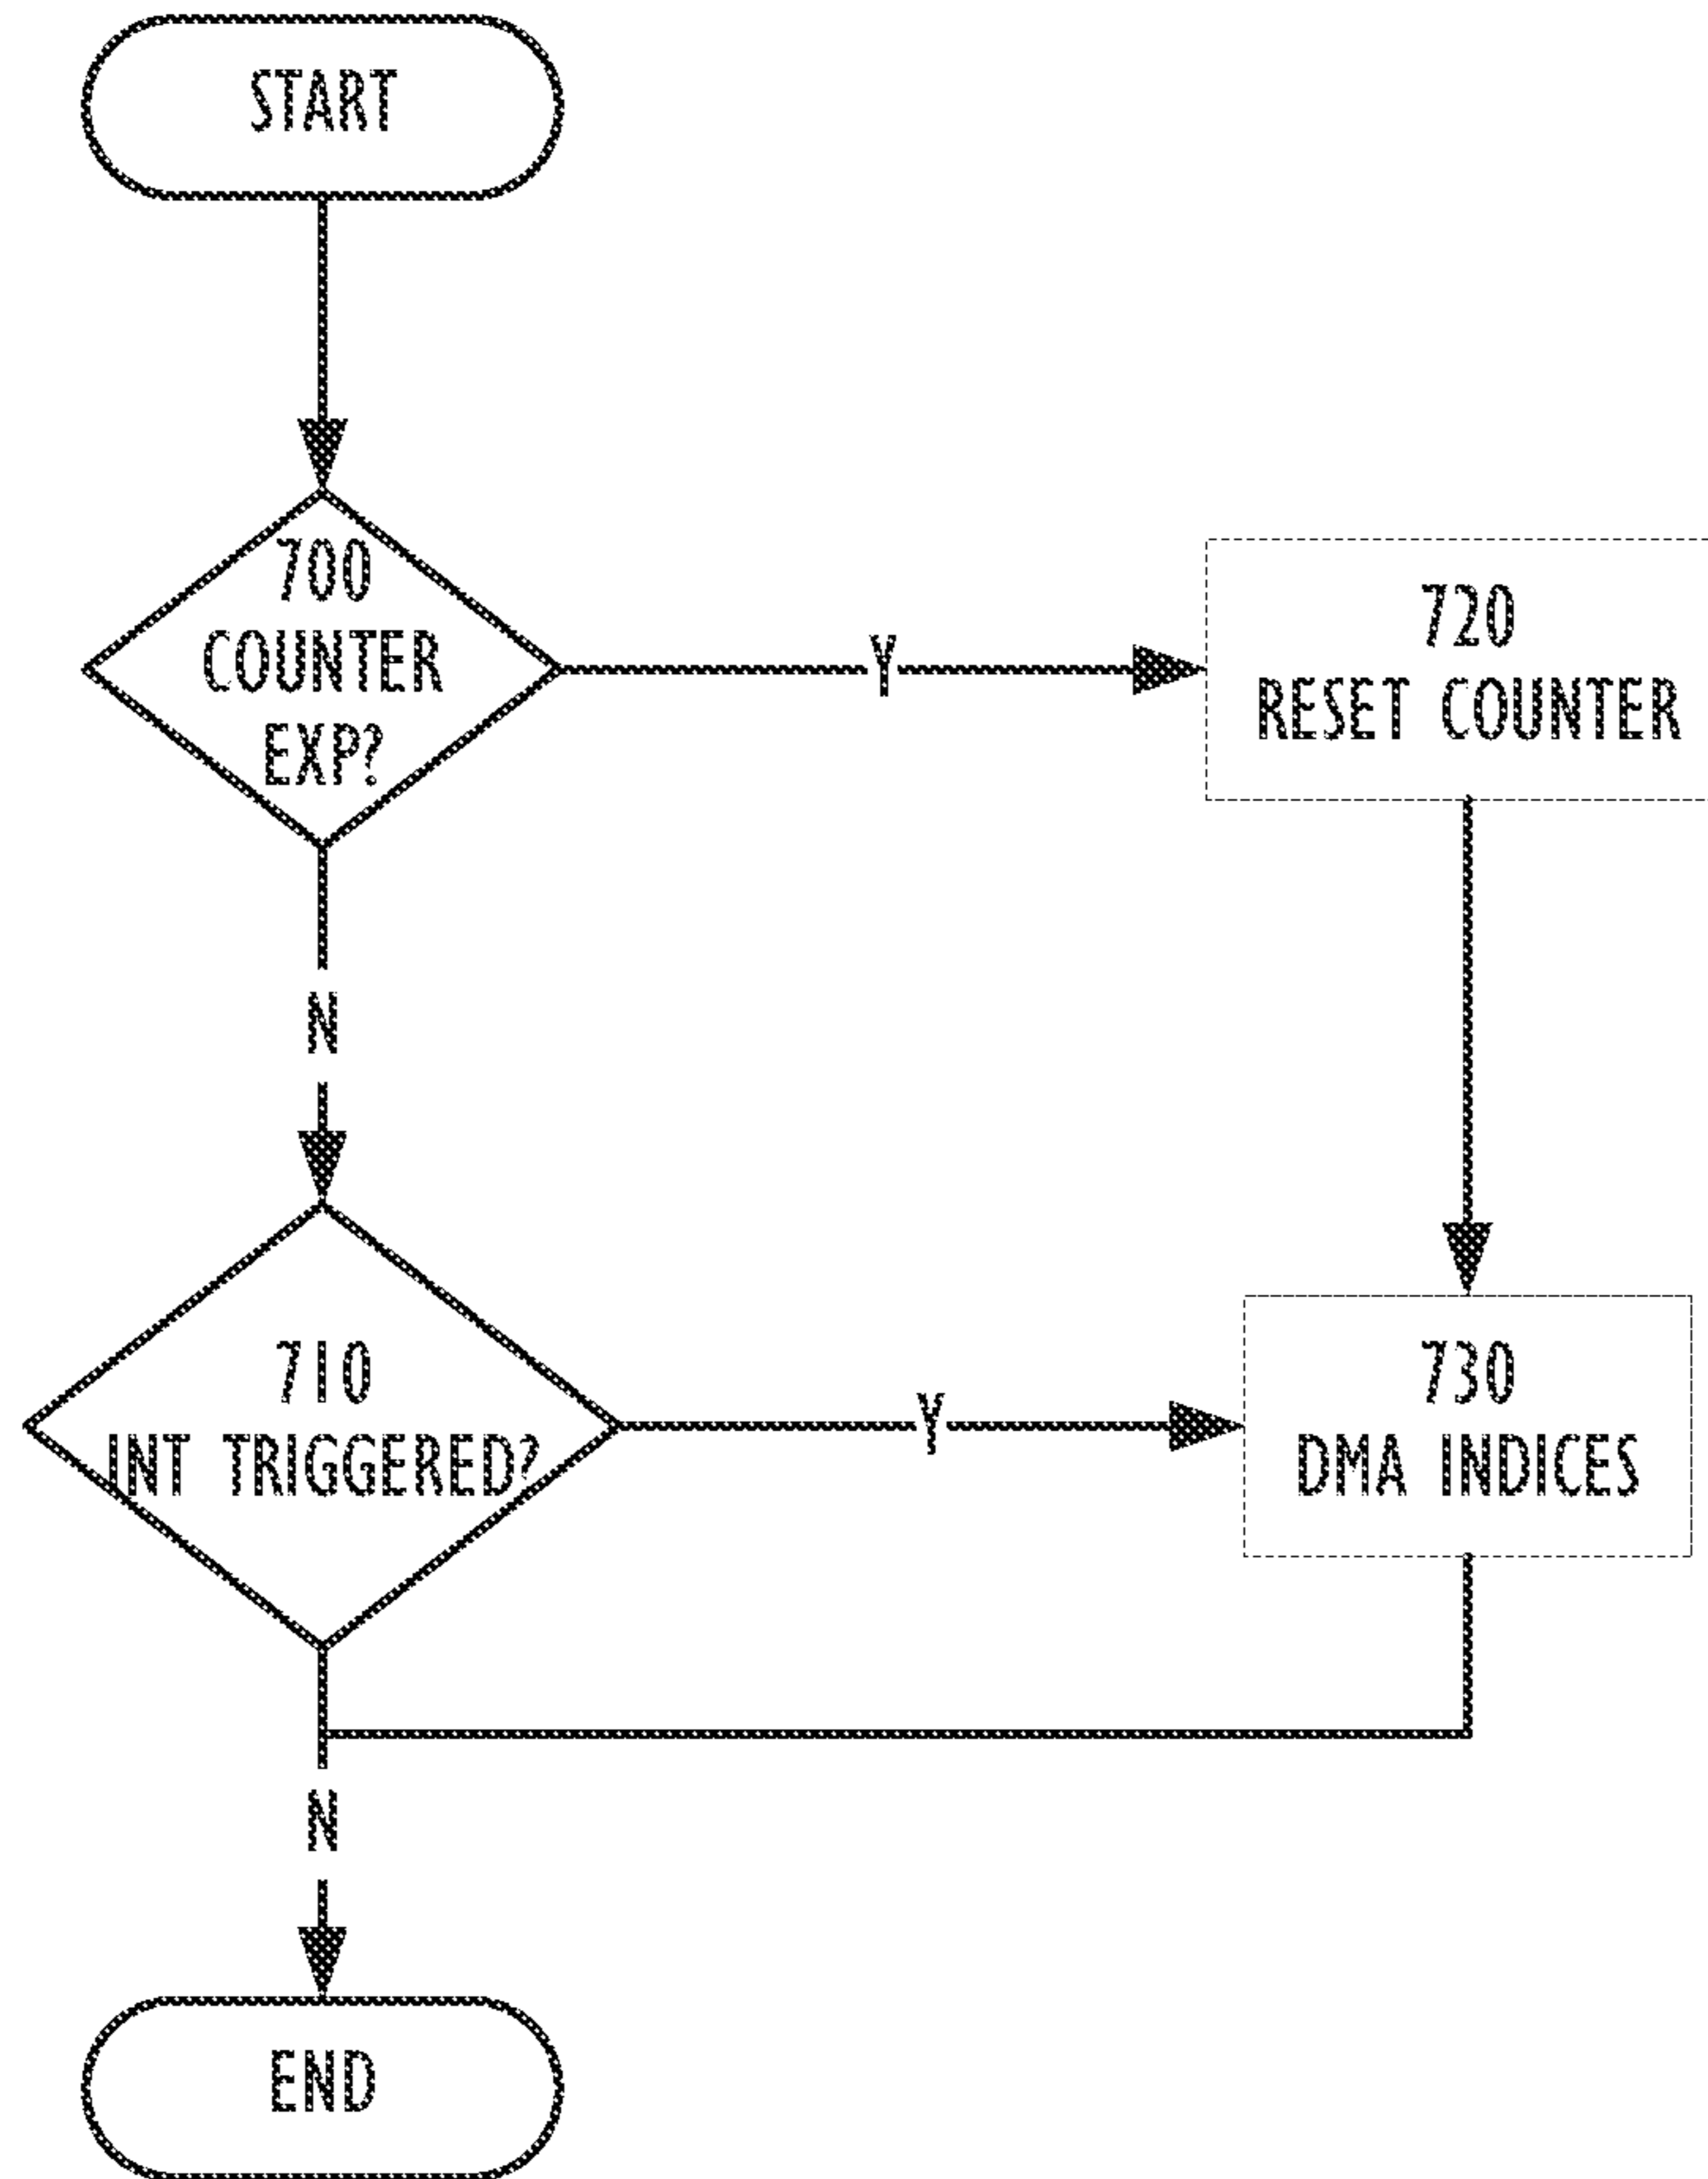 START
700
COUNTER
EXP?
Y
720
RESET COUNTER
N
710
INT TRIGGERED?
Y
730
DMA INDICES
N
END